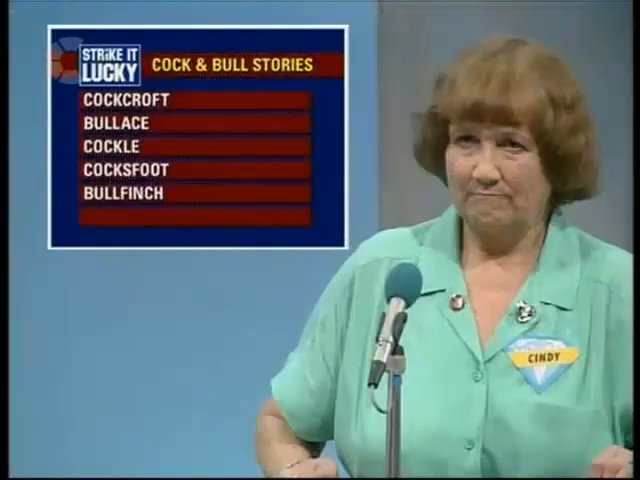 STRIKE IT
LUCKY
COCK & BULL STORIES
COCKCROFT
BULLACE
COCKLE
COCKSFOOT
BULLFINCH
CINDY